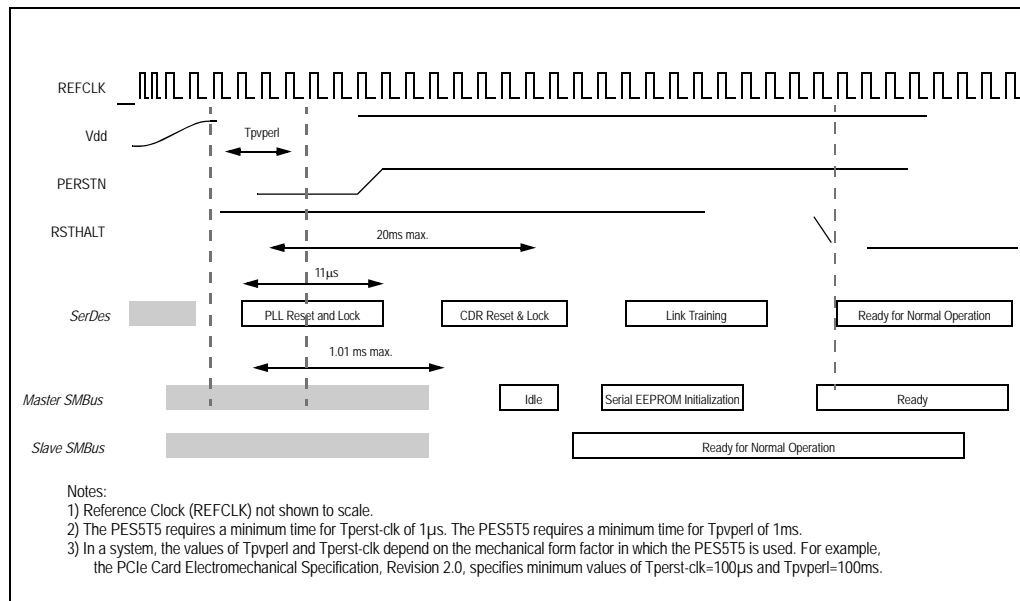 REFCLK
Vdd
Tpvperl
PERSTN
RSTHALT
20ms max.
11µs
SerDes
PLL Reset and Lock
CDR Reset & Lock
Link Training
Ready for Normal Operation
1.01 ms max.
Master SMBus
Idle
Serial EEPROM Initialization
Ready
Slave SMBus
Ready for Normal Operation
Notes:
1) Reference Clock (REFCLK) not shown to scale.
2) The PES5T5 requires a minimum time for Tperst-clk of 1µs. The PES5T5 requires a minimum time for Tpvperl of 1ms.
3) In a system, the values of Tpvperl and Tperst-clk depend on the mechanical form factor in which the PES5T5 is used. For example,
the PCIe Card Electromechanical Specification, Revision 2.0, specifies minimum values of Tperst-clk=100µs and Tpvperl=100ms.